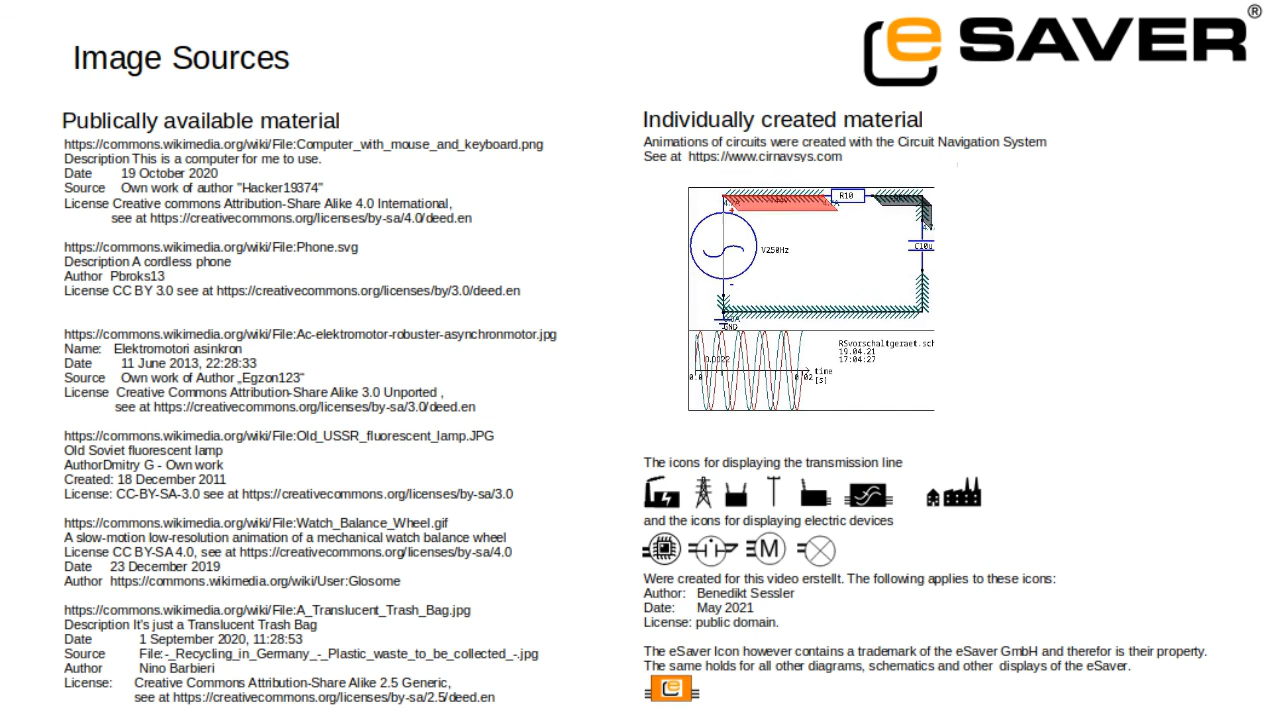 e SAVER®
Image Sources
Publically available material
https://commons.wikimedia.org/wiki/File:Computer_with_mouse_and_keyboard.png
Description This is a computer for me to use.
Date 19 October 2020
Source Own work of author "Hacker19374"
License Creative commons Attribution-Share Alike 4.0 International,
see at https://creativecommons.org/licenses/by-sa/4.0/deed.en
https://commons.wikimedia.org/wiki/File:Phone.svg
Description A cordless phone
Author Pbroks13
License CC BY 3.0 see at https://creativecommons.org/licenses/by/3.0/deed.en
https://commons.wikimedia.org/wiki/File:Ac-elektromotor-robuster-asynchronmotor.jpg
Name: Elektromotori asinkron
Date 11 June 2013, 22:28:33
Source Own work of Author „Egzon123“
License Creative Commons Attribution-Share Alike 3.0 Unported ,
see at https://creativecommons.org/licenses/by-sa/3.0/deed.en
https://commons.wikimedia.org/wiki/File:Old_USSR_fluorescent_lamp.JPG
Old Soviet fluorescent lamp
AuthorDmitry G - Own work
Created: 18 December 2011
License: CC-BY-SA-3.0 see at https://creativecommons.org/licenses/by-sa/3.0
https://commons.wikimedia.org/wiki/File:Watch_Balance_Wheel.gif
A slow-motion low-resolution animation of a mechanical watch balance wheel
License CC BY-SA 4.0, see at https://creativecommons.org/licenses/by-sa/4.0
Date 23 December 2019
Author https://commons.wikimedia.org/wiki/User:Glosome
https://commons.wikimedia.org/wiki/File:A_Translucent_Trash_Bag.jpg
Description It's just a Translucent Trash Bag
Date 1 September 2020, 11:28:53
Source File:-_Recycling_in_Germany_-_Plastic_waste_to_be_collected_-.jpg
Author Nino Barbieri
License: Creative Commons Attribution-Share Alike 2.5 Generic,
see at https://creativecommons.org/licenses/by-sa/2.5/deed.en
Individually created material
Animations of circuits were created with the Circuit Navigation System
See at https://www.cirnavsys.com
R10
V250Hz
C10u
GND
RSvorschaltgeraet.sch
19.04.21
17:04:27
0.0022
0.0
0.02
time
[s]
The icons for displaying the transmission line
and the icons for displaying electric devices
M
Were created for this video erstellt. The following applies to these icons:
Author: Benedikt Sessler
Date: May 2021
License: public domain.
The eSaver Icon however contains a trademark of the eSaver GmbH and therefor is their property.
The same holds for all other diagrams, schematics and other displays of the eSaver.
e